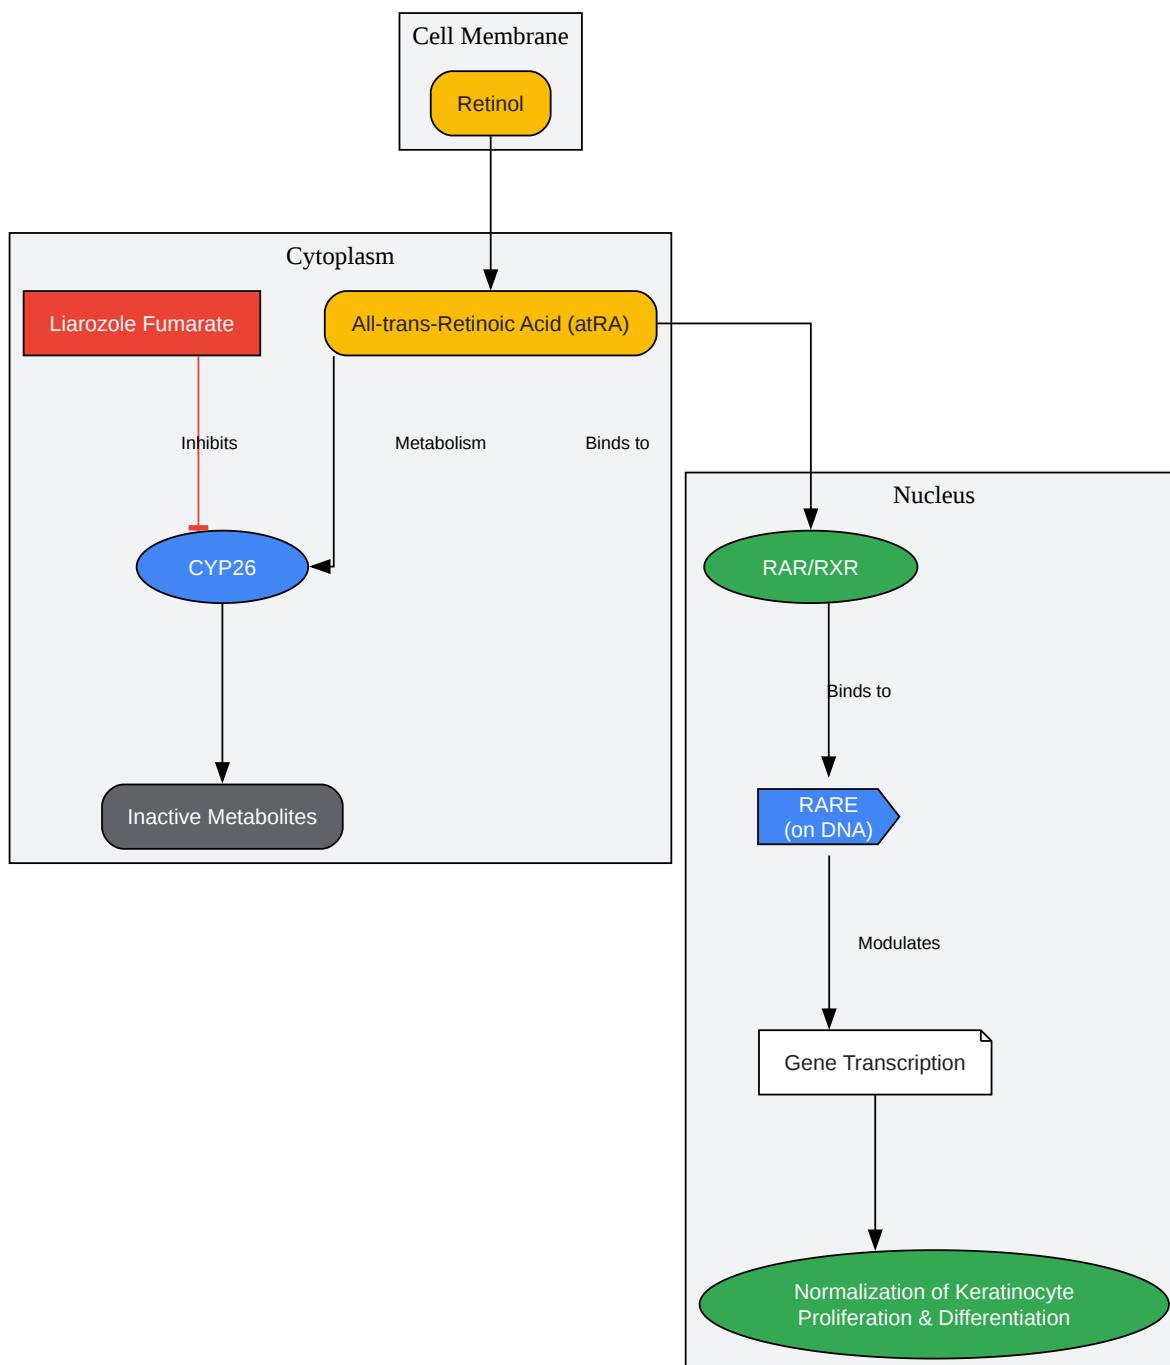 Cell Membrane
Retinol
Cytoplasm
Liarozole Fumarate
All-trans-Retinoic Acid (atRA)
Inhibits
Metabolism
Binds to
Nucleus
CYP26
RAR/RXR
Binds to
Inactive Metabolites
RARE
(on DNA)
Modulates
Gene Transcription
Normalization of Keratinocyte
Proliferation & Differentiation